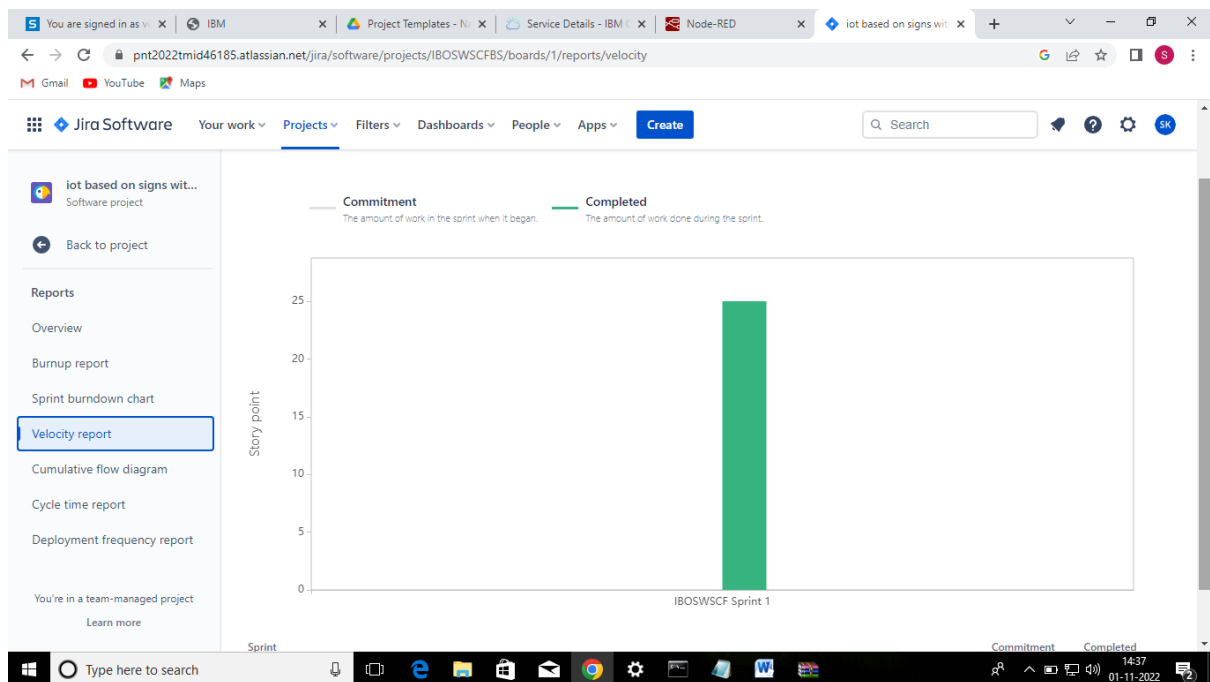 You are signed in as vi
IBM
Project Templates - No
Service Details - IBM C
Node-RED
iot based on signs with
pnt2022tmid46185.atlassian.net/jira/software/projects/IBOSWSCFBS/boards/1/reports/velocity
S
Gmail
YouTube
Maps
Jira Software
Your work
Projects
Filters
Dashboards
People
Apps
Create
Search
SK
iot based on signs wit...
Software project
Back to project
Reports
Overview
Burnup report
Sprint burndown chart
Velocity report
Cumulative flow diagram
Cycle time report
Deployment frequency report
You're in a team-managed project
Learn more
Commitment
The amount of work in the sprint when it began.
Completed
The amount of work done during the sprint.
Story point
25
20
15
10
5
0
IBOSWSCF Sprint 1
Sprint
Commitment
Completed
Type here to search
14:37
01-11-2022
2